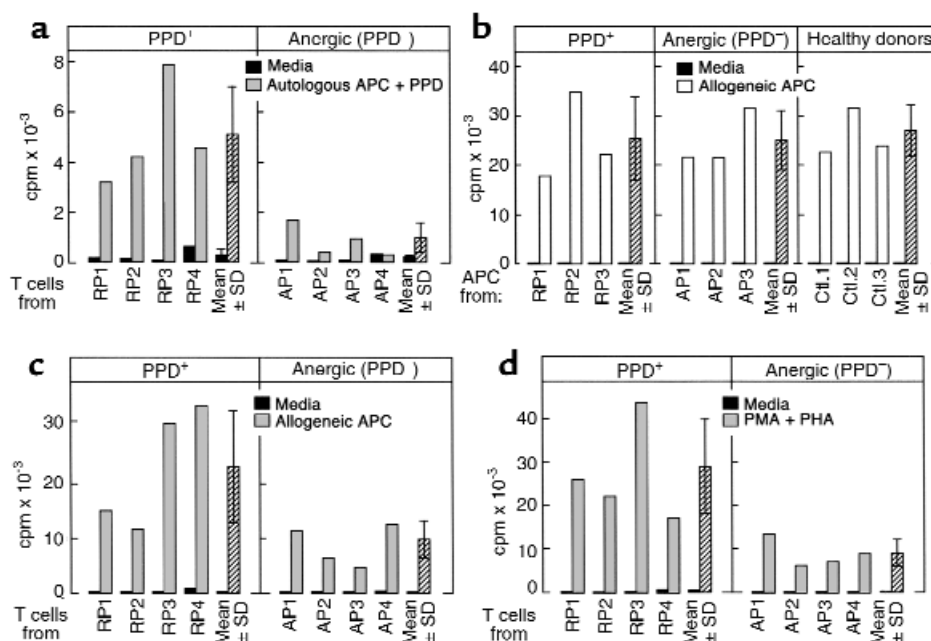 a
PPD⁺ Anergic (PPD )
Media
Autologous APC + PPD
cpm x 10⁻³
8
6
4
2
0
T cells from
RP1 RP2 RP3 RP4 Mean ± SD AP1 AP2 AP3 AP4 Mean ± SD
b
PPD⁺ Anergic (PPD⁻) Healthy donors
Media
Allogeneic APC
cpm x 10⁻³
40
30
20
10
0
APC from:
RP1 RP2 RP3 Mean ± SD AP1 AP2 AP3 Mean ± SD Ctl.1 Ctl.2 Ctl.3 Mean ± SD
c
PPD⁺ Anergic (PPD )
Media
Allogeneic APC
cpm x 10⁻³
30
20
10
0
T cells from
RP1 RP2 RP3 RP4 Mean ± SD AP1 AP2 AP3 AP4 Mean ± SD
d
PPD⁺ Anergic (PPD⁻)
Media
PMA + PHA
cpm x 10⁻³
40
30
20
10
0
T cells from
RP1 RP2 RP3 RP4 Mean ± SD AP1 AP2 AP3 AP4 Mean ± SD